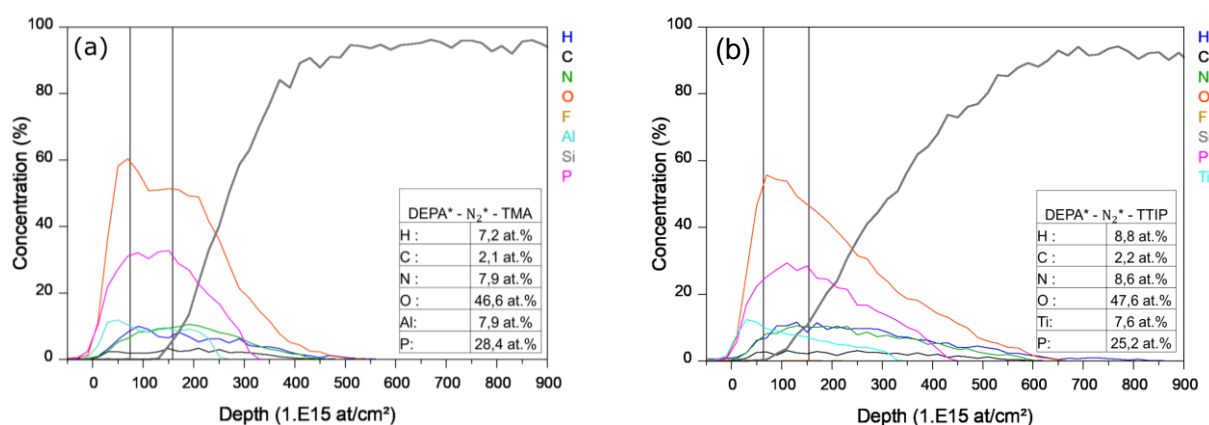 (a)
100
80
60
40
20
0
Concentration (%)
0 100 200 300 400 500 600 700 800 900
Depth (1.E15 at/cm²)
H
C
N
O
F
Al
Si
P
DEPA* - N₂* - TMA
H : 7,2 at.%
C : 2,1 at.%
N : 7,9 at.%
O : 46,6 at.%
Al: 7,9 at.%
P: 28,4 at.%
(b)
100
80
60
40
20
0
Concentration (%)
0 100 200 300 400 500 600 700 800 900
Depth (1.E15 at/cm²)
H
C
N
O
F
Si
P
Ti
DEPA* - N₂* - TTIP
H : 8,8 at.%
C : 2,2 at.%
N : 8,6 at.%
O : 47,6 at.%
Ti: 7,6 at.%
P: 25,2 at.%